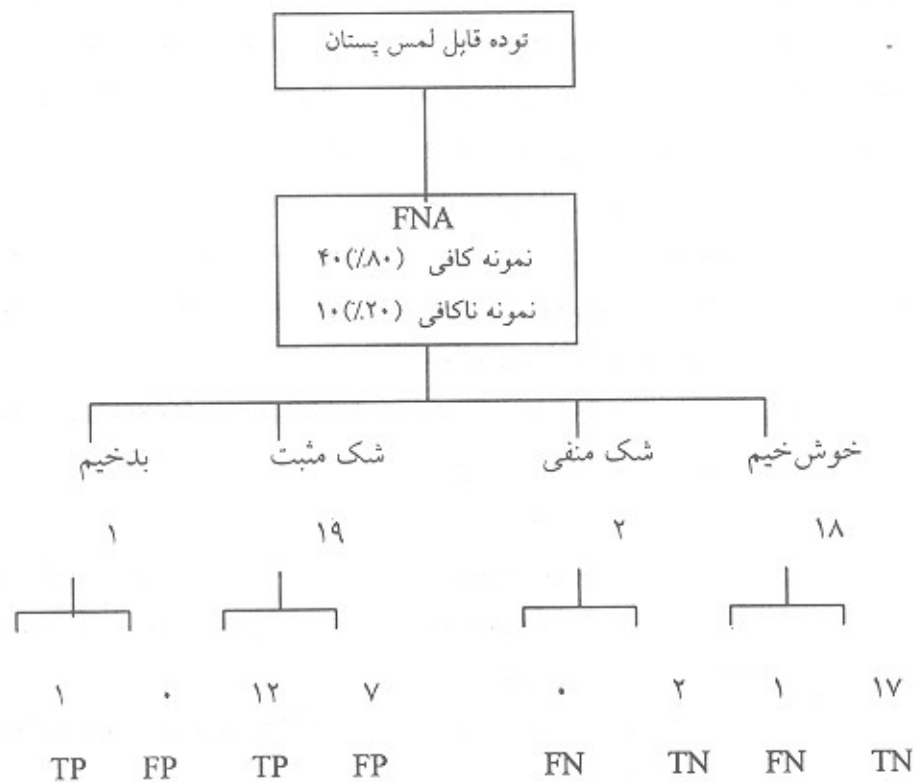 توده قابل لمس پستان
FNA
نمونه کافی (۸۰٪)۴۰
نمونه ناکافی (۲۰٪)۱۰
خوش‌خیم شک منفی شک مثبت بدخیم
۱۸ ۲ ۱۹ ۱
۱ ۰ ۱۲ ۷ ۰ ۲ ۱ ۱۷
TP FP TP FP FN TN FN TN